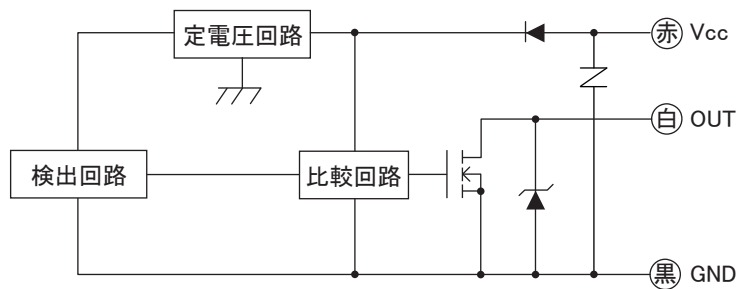 定電圧回路
赤 Vcc
白 OUT
検出回路
比較回路
黒 GND